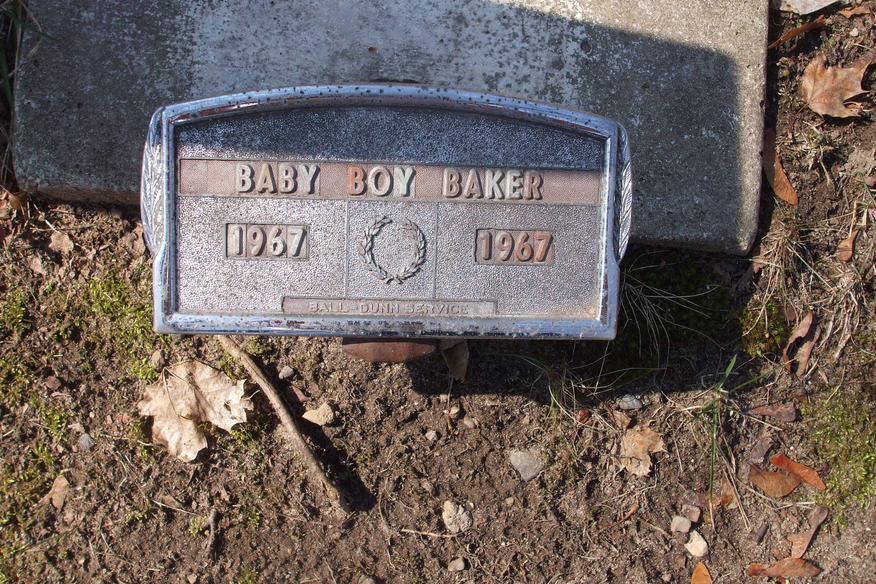 BABY BOY BAKER
1967 1967
BALL DUNN SERVICE